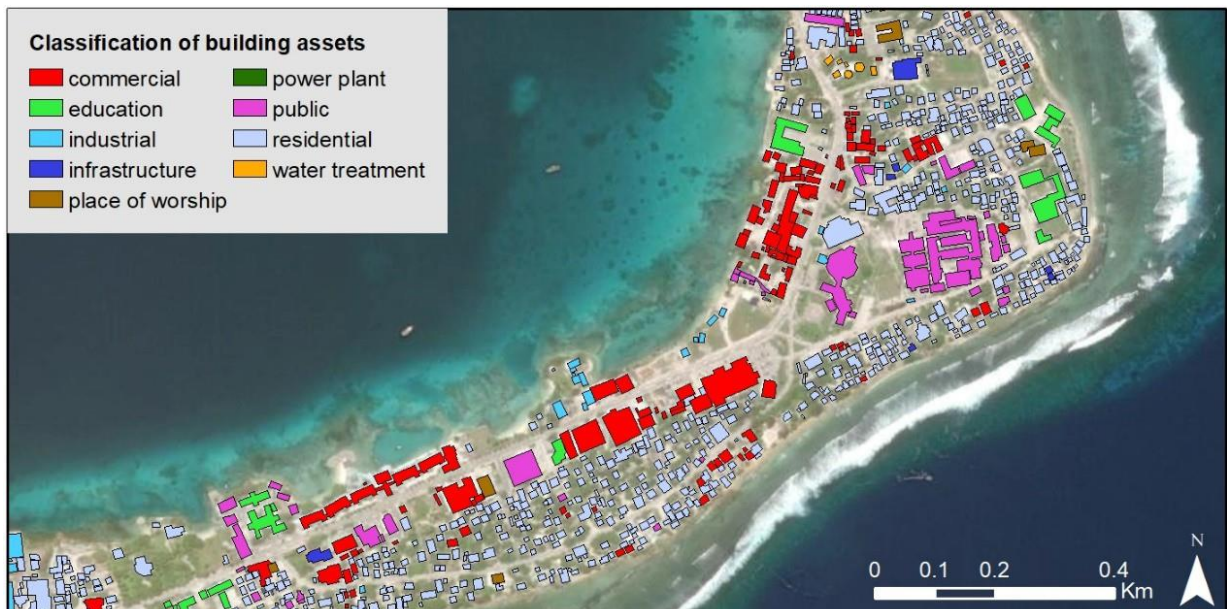 Classification of building assets
commercial
power plant
education
public
industrial
residential
infrastructure
water treatment
place of worship
N
0 0.1 0.2 0.4
Km